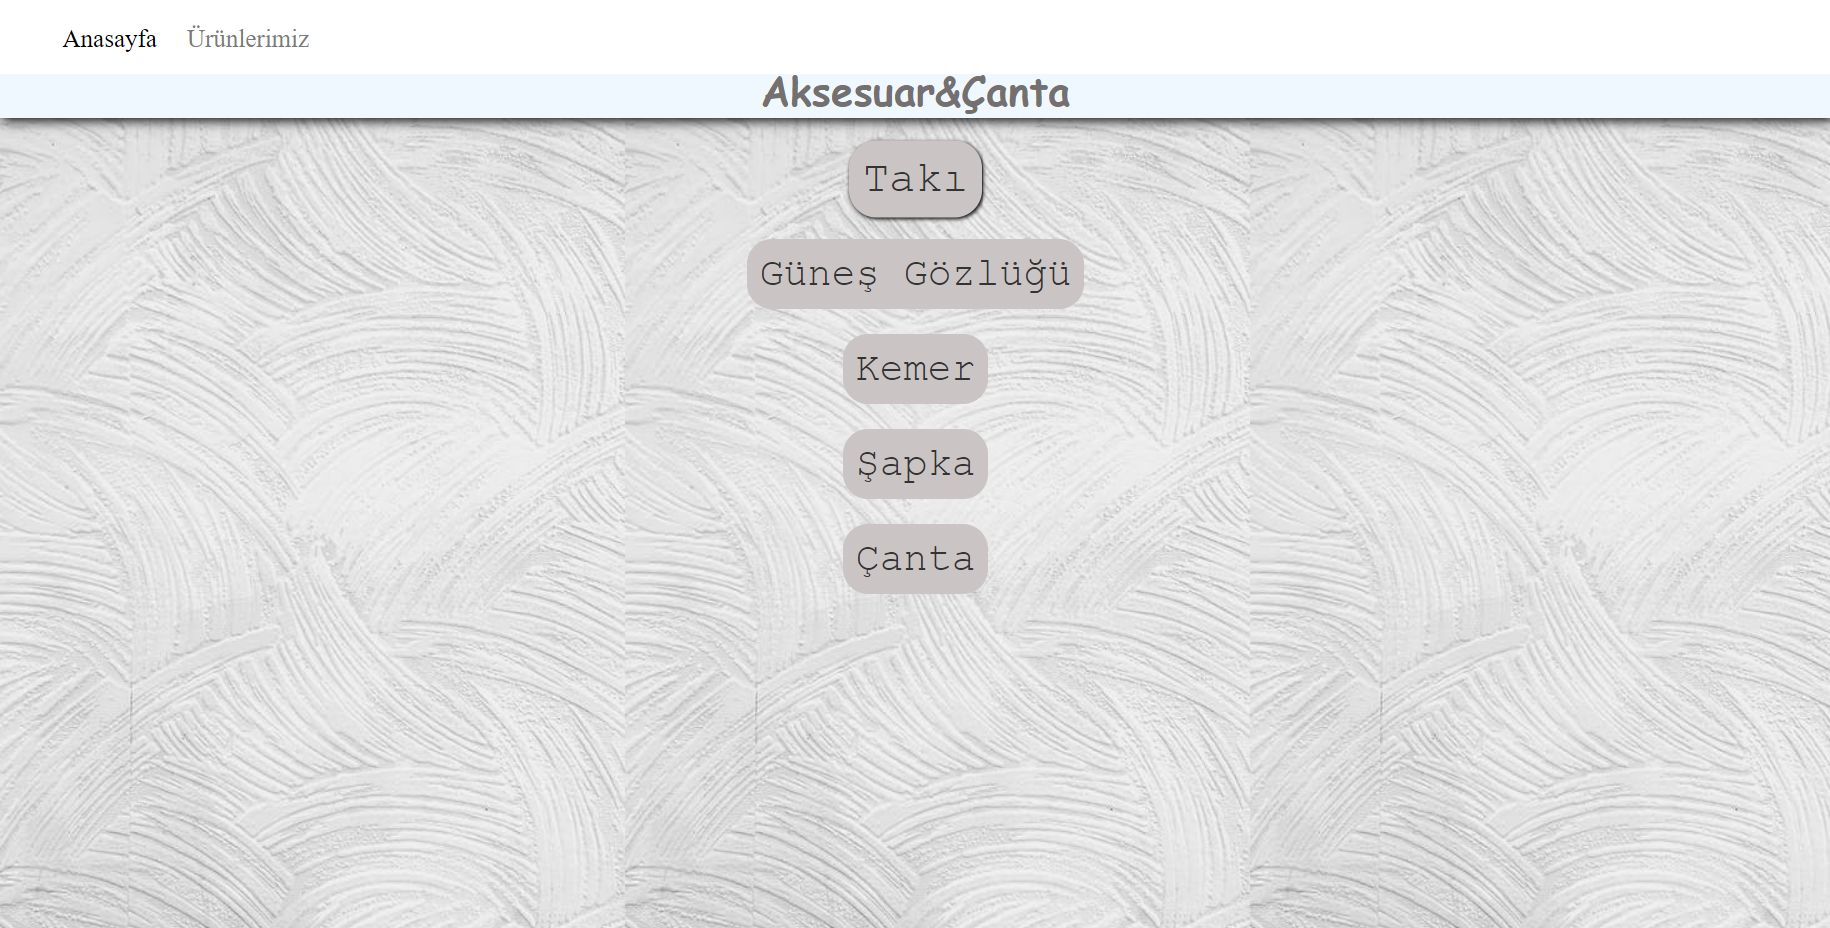 Anasayfa Ürünlerimiz
Aksesuar&Çanta
Takı
Güneş Gözlüğü
Kemer
Şapka
Çanta